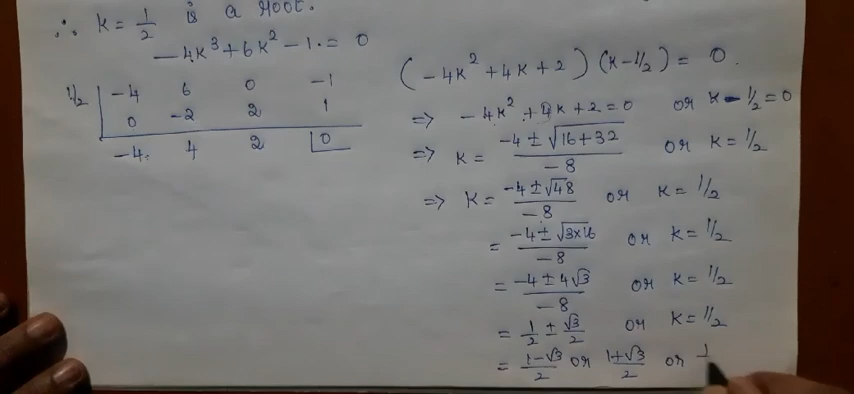 ∴ K = 1/2 is a root.
-4K³ + 6K² - 1 = 0
1/2 | -4 6 0 -1
0 -2 2 1
-4 4 2 |0
(-4K² + 4K + 2)(K - 1/2) = 0.
=> -4K² + 4K + 2 = 0 or K - 1/2 = 0
=> K = (-4 ± √(16+32))/-8 or K = 1/2
=> K = (-4 ± √48)/-8 or K = 1/2
= (-4 ± √(3×16))/-8 or K = 1/2
= (-4 ± 4√3)/-8 or K = 1/2
= 1/2 ± √3/2 or K = 1/2
= (1-√3)/2 or (1+√3)/2 or 1